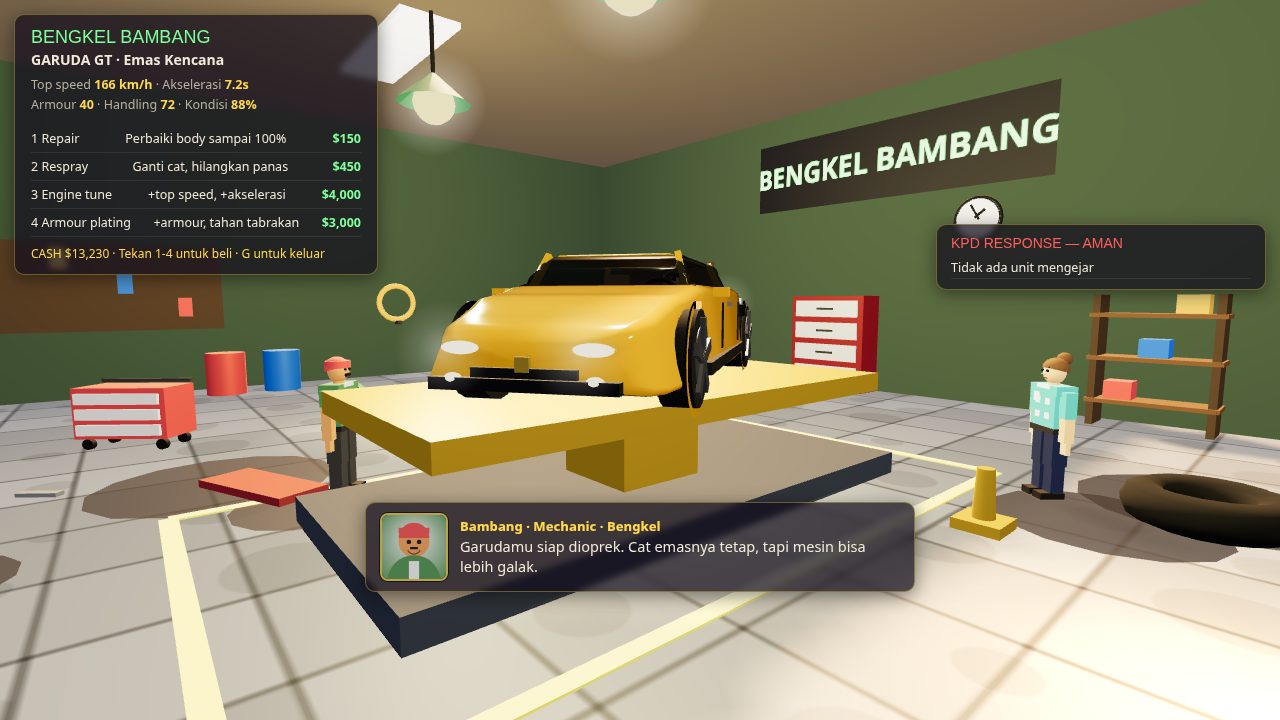 BENGKEL BAMBANG
GARUDA GT · Emas Kencana
Top speed 166 km/h · Akselerasi 7.2s
Armour 40 · Handling 72 · Kondisi 88%
1 Repair Perbaiki body sampai 100% $150
2 Respray Ganti cat, hilangkan panas $450
3 Engine tune +top speed, +akselerasi $4,000
4 Armour plating +armour, tahan tabrakan $3,000
CASH $13,230 · Tekan 1-4 untuk beli · G untuk keluar
BENGKEL BAMBANG
KPD RESPONSE — AMAN
Tidak ada unit mengejar
Bambang · Mechanic · Bengkel
Garudamu siap dioprek. Cat emasnya tetap, tapi mesin bisa
lebih galak.